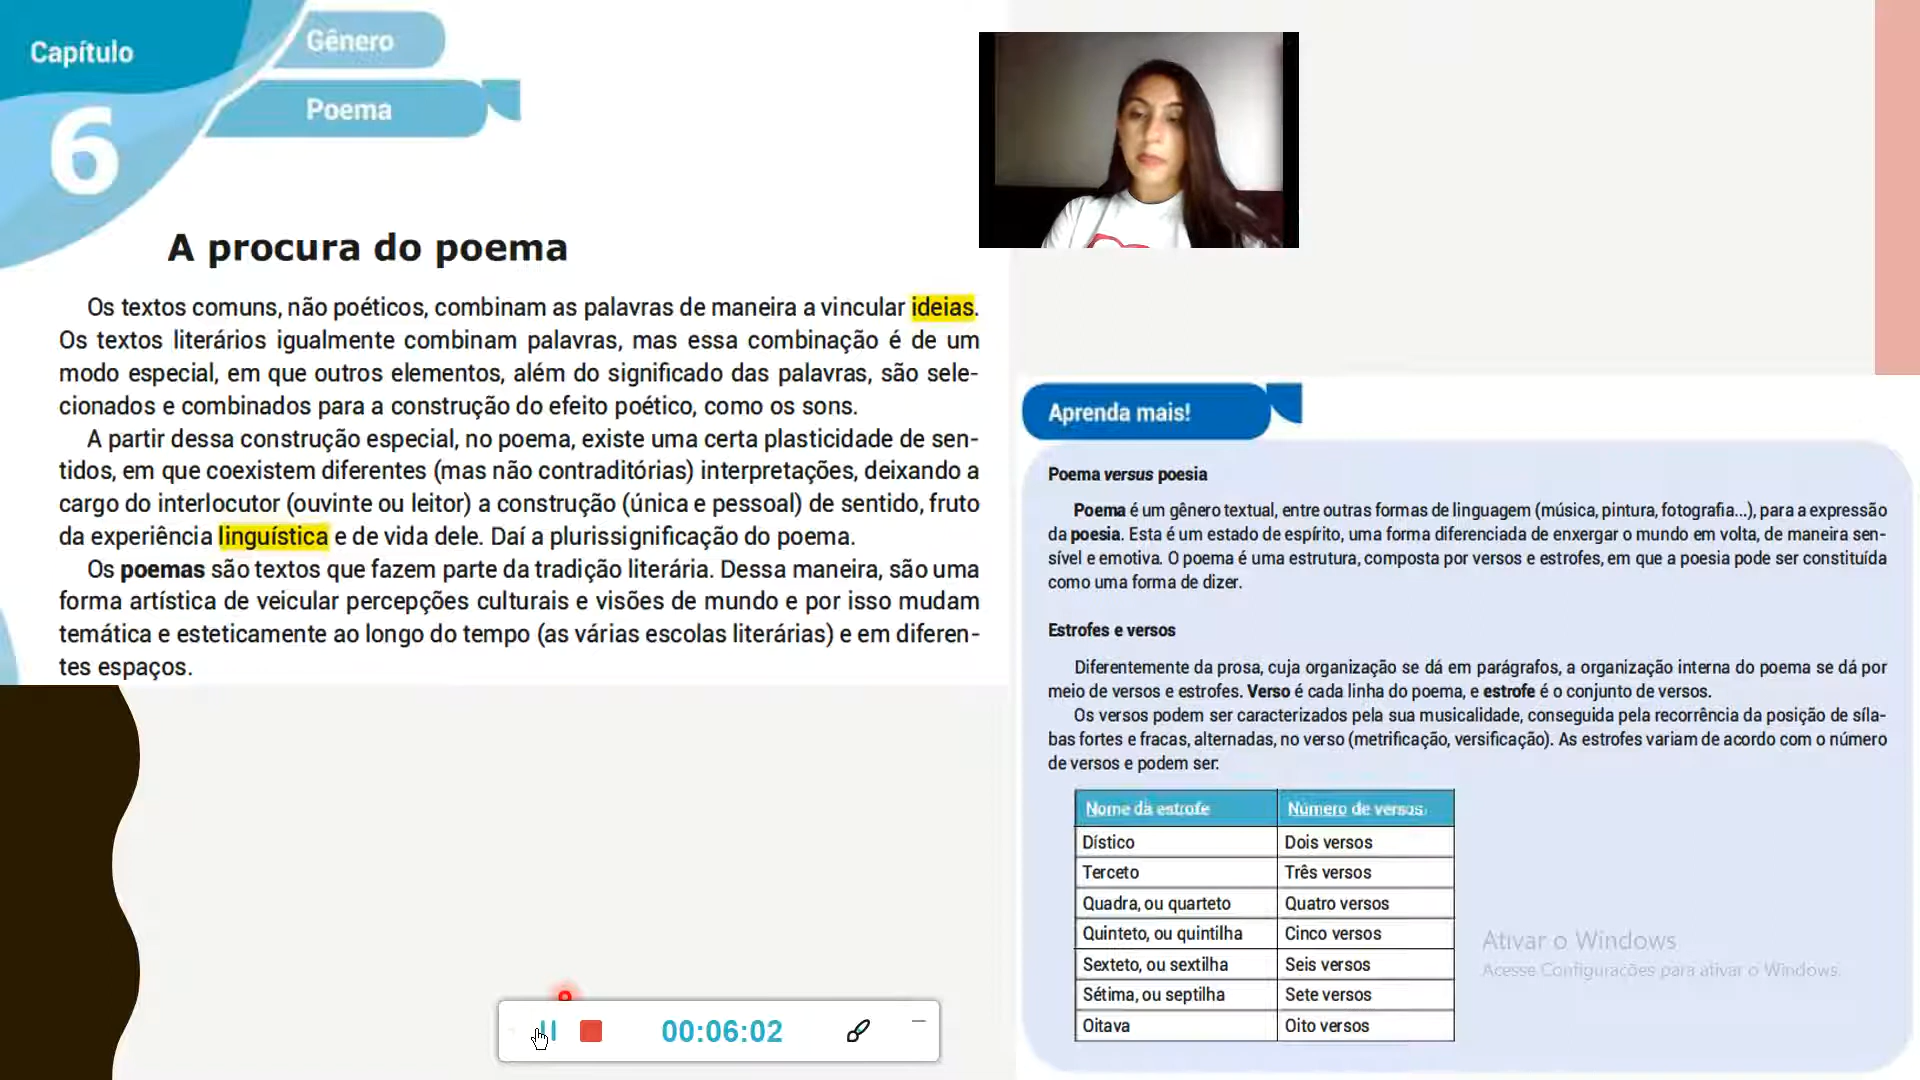 Capítulo
6
Gênero
Poema
A procura do poema
Os textos comuns, não poéticos, combinam as palavras de maneira a vincular ideias.
Os textos literários igualmente combinam palavras, mas essa combinação é de um
modo especial, em que outros elementos, além do significado das palavras, são sele-
cionados e combinados para a construção do efeito poético, como os sons.
A partir dessa construção especial, no poema, existe uma certa plasticidade de sen-
tidos, em que coexistem diferentes (mas não contraditórias) interpretações, deixando a
cargo do interlocutor (ouvinte ou leitor) a construção (única e pessoal) de sentido, fruto
da experiência linguística e de vida dele. Daí a plurissignificação do poema.
Os poemas são textos que fazem parte da tradição literária. Dessa maneira, são uma
forma artística de veicular percepções culturais e visões de mundo e por isso mudam
temática e esteticamente ao longo do tempo (as várias escolas literárias) e em diferen-
tes espaços.
Aprenda mais!
Poema versus poesia
Poema é um gênero textual, entre outras formas de linguagem (música, pintura, fotografia...), para a expressão
da poesia. Esta é um estado de espírito, uma forma diferenciada de enxergar o mundo em volta, de maneira sen-
sível e emotiva. O poema é uma estrutura, composta por versos e estrofes, em que a poesia pode ser constituída
como uma forma de dizer.
Estrofes e versos
Diferentemente da prosa, cuja organização se dá em parágrafos, a organização interna do poema se dá por
meio de versos e estrofes. Verso é cada linha do poema, e estrofe é o conjunto de versos.
Os versos podem ser caracterizados pela sua musicalidade, conseguida pela recorrência da posição de síla-
bas fortes e fracas, alternadas, no verso (metrificação, versificação). As estrofes variam de acordo com o número
de versos e podem ser:
Nome da estrofe Número de versos
Dístico Dois versos
Terceto Três versos
Quadra, ou quarteto Quatro versos
Quinteto, ou quintilha Cinco versos
Sexteto, ou sextilha Seis versos
Sétima, ou septilha Sete versos
Oitava Oito versos
Ativar o Windows
Acesse Configurações para ativar o Windows.
00:06:02